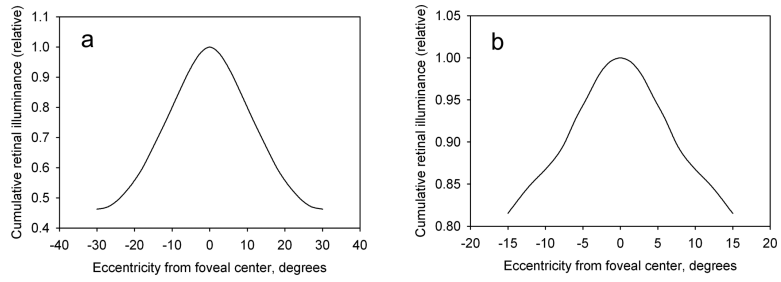 a
Cumulative retinal illuminance (relative)
1.1
1.0
0.9
0.8
0.7
0.6
0.5
0.4
-40 -30 -20 -10 0 10 20 30 40
Eccentricity from foveal center, degrees
b
Cumulative retinal illuminance (relative)
1.05
1.00
0.95
0.90
0.85
0.80
-20 -15 -10 -5 0 5 10 15 20
Eccentricity from foveal center, degrees